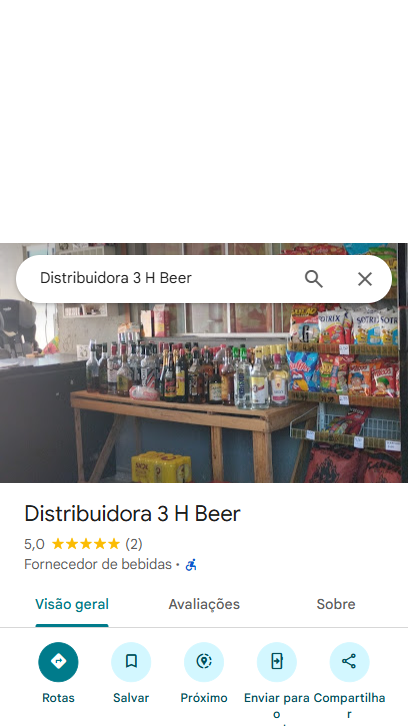 Distribuidora 3 H Beer
Distribuidora 3 H Beer
5,0 (2)
Fornecedor de bebidas ·
Visão geral
Avaliações
Sobre
Rotas
Salvar
Próximo
Enviar para o
Compartilhar